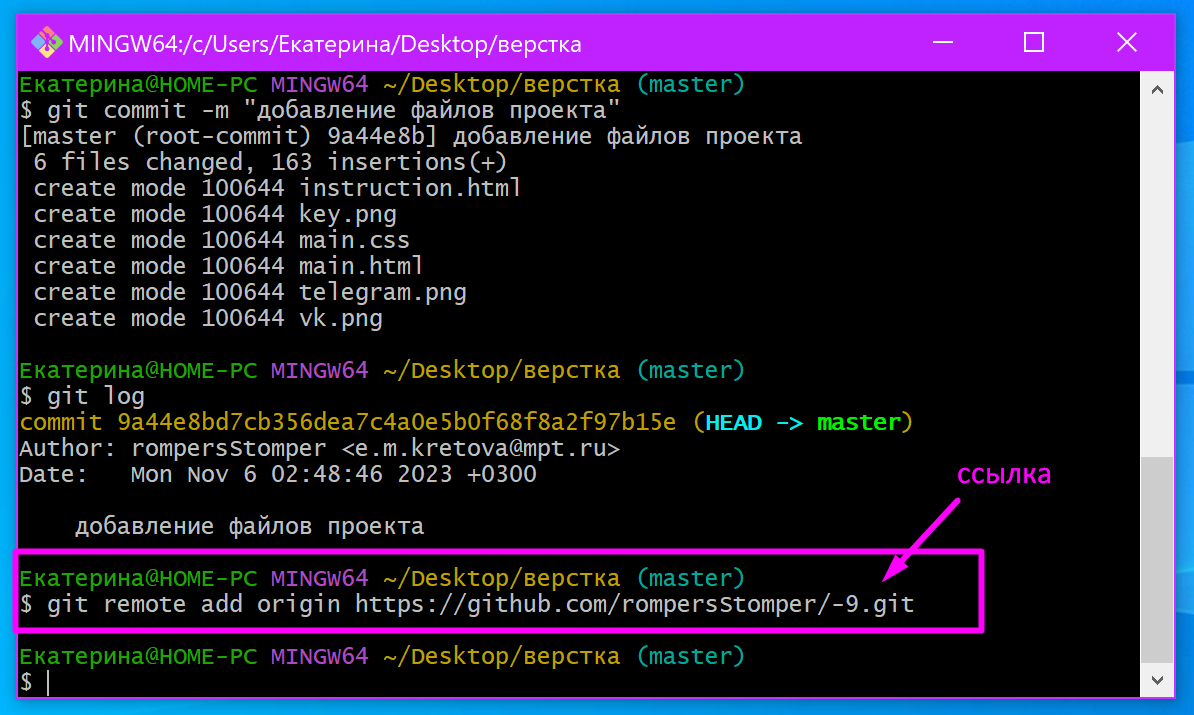 MINGW64:/c/Users/Екатерина/Desktop/верстка
Екатерина@HOME-PC MINGW64 ~/Desktop/верстка (master)
$ git commit -m "добавление файлов проекта"
[master (root-commit) 9a44e8b] добавление файлов проекта
6 files changed, 163 insertions(+)
create mode 100644 instruction.html
create mode 100644 key.png
create mode 100644 main.css
create mode 100644 main.html
create mode 100644 telegram.png
create mode 100644 vk.png
Екатерина@HOME-PC MINGW64 ~/Desktop/верстка (master)
$ git log
commit 9a44e8bd7cb356dea7c4a0e5b0f68f8a2f97b15e (HEAD -> master)
Author: rompersStomper <e.m.kretova@mpt.ru>
Date:   Mon Nov 6 02:48:46 2023 +0300
ссылка
добавление файлов проекта
Екатерина@HOME-PC MINGW64 ~/Desktop/верстка (master)
$ git remote add origin https://github.com/rompersStomper/-9.git
Екатерина@HOME-PC MINGW64 ~/Desktop/верстка (master)
$